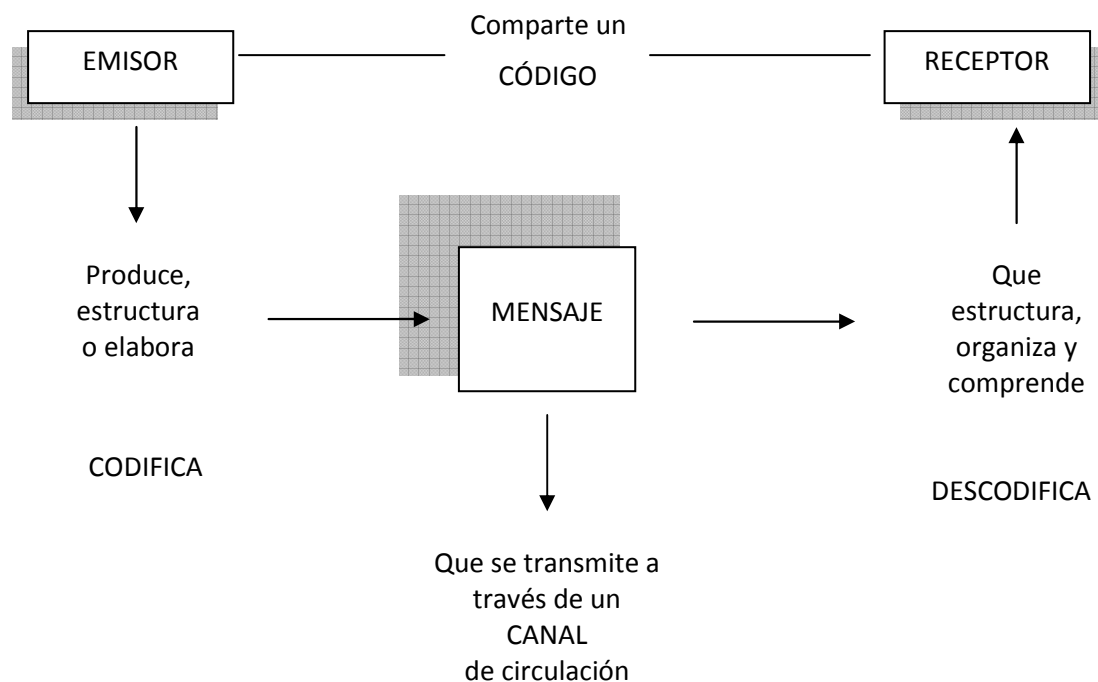 EMISOR
Comparte un
CÓDIGO
RECEPTOR
Produce,
estructura
o elabora
MENSAJE
Que
estructura,
organiza y
comprende
CODIFICA
DESCODIFICA
Que se transmite a
través de un
CANAL
de circulación